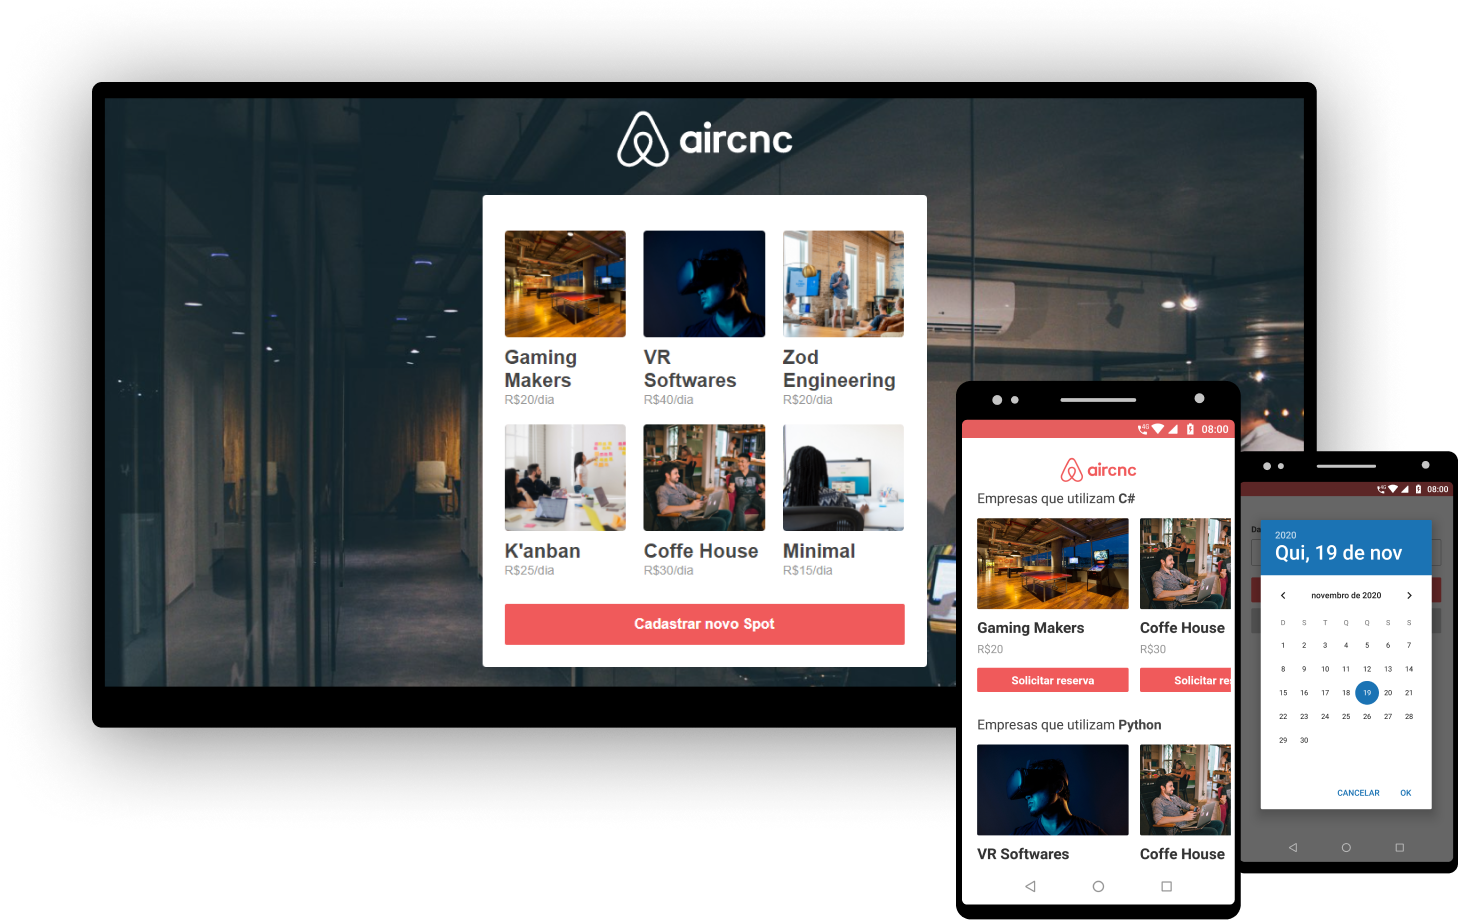 aircnc
Gaming
Makers
R$20/dia
VR
Softwares
R$40/dia
Zod
Engineering
R$20/dia
K'anban
R$25/dia
Coffe House
R$30/dia
Minimal
R$15/dia
Cadastrar novo Spot
4G 08:00
aircnc
Empresas que utilizam C#
Gaming Makers
R$20
Solicitar reserva
Coffe House
R$30
Solicitar re
Empresas que utilizam Python
VR Softwares
Coffe House
4G 08:00
Da
2020
Qui, 19 de nov
novembro de 2020
D S T Q Q S S
1 2 3 4 5 6 7
8 9 10 11 12 13 14
15 16 17 18 19 20 21
22 23 24 25 26 27 28
29 30
CANCELAR OK